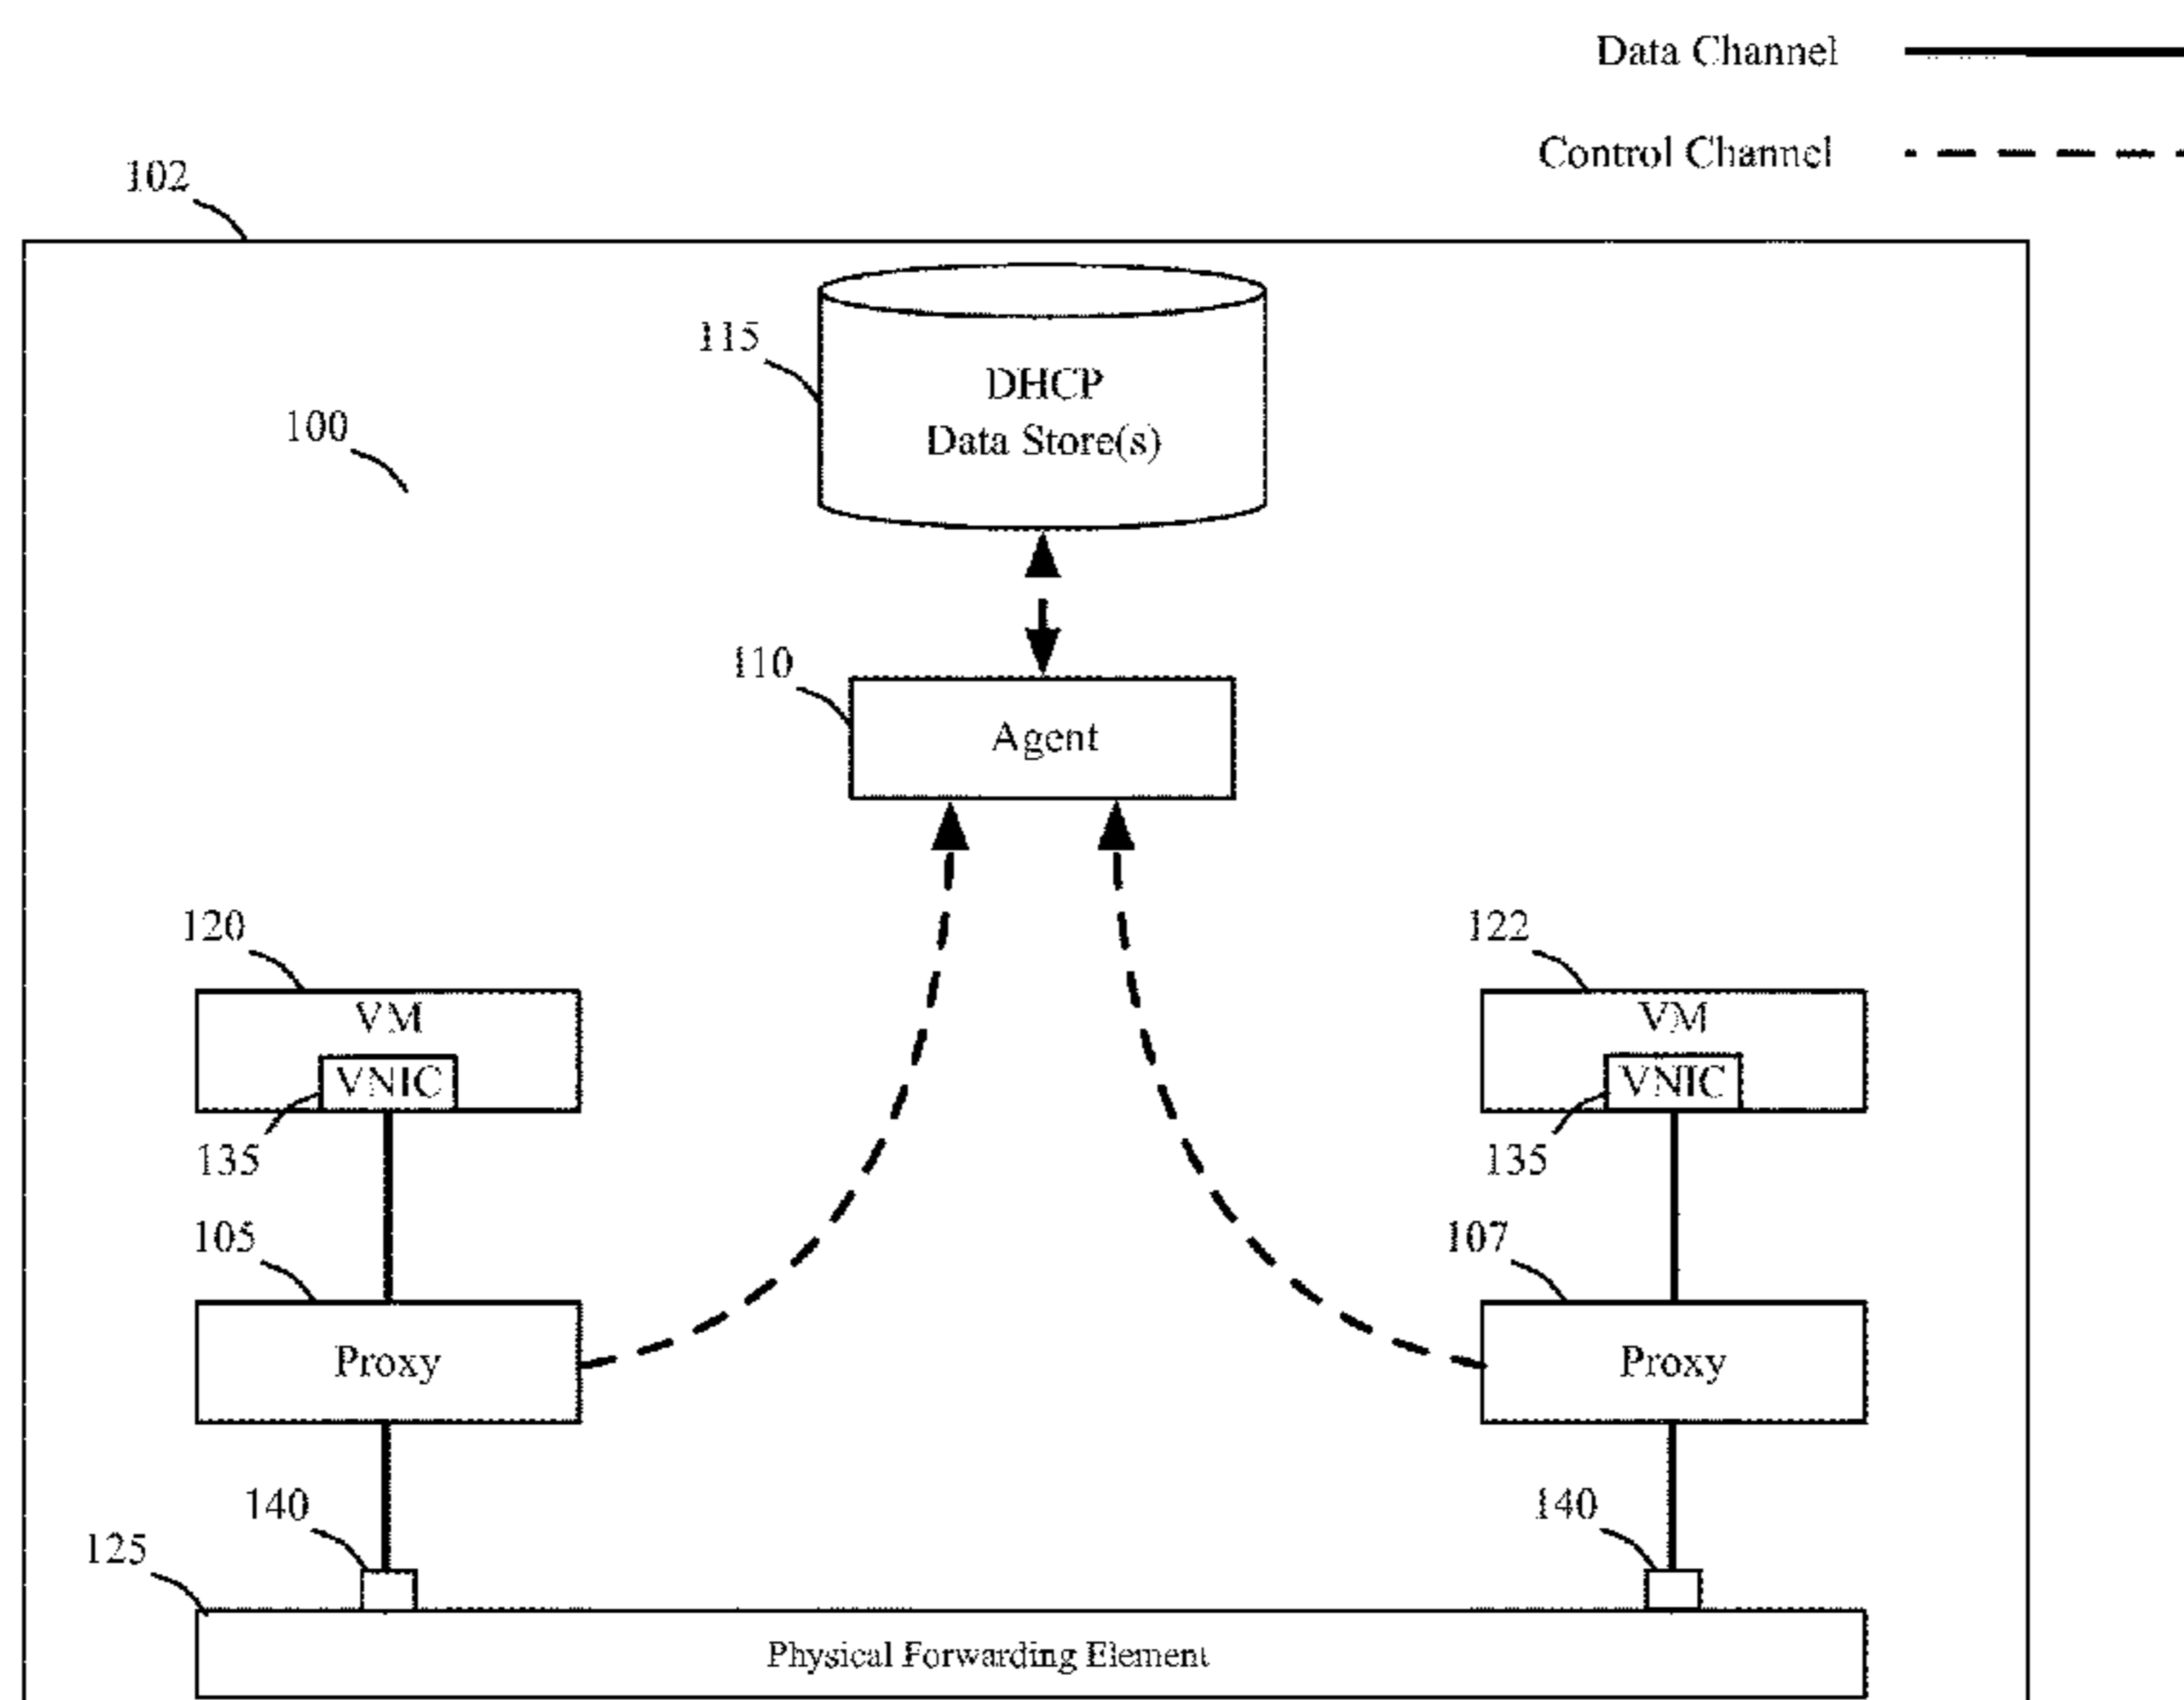 Data Channel
Control Channel
102
115
DHCP
Data Store(s)
100
110
Agent
120
122
VM
VM
VNIC
VNIC
135
135
105
107
Proxy
Proxy
140
140
125
Physical Forwarding Element